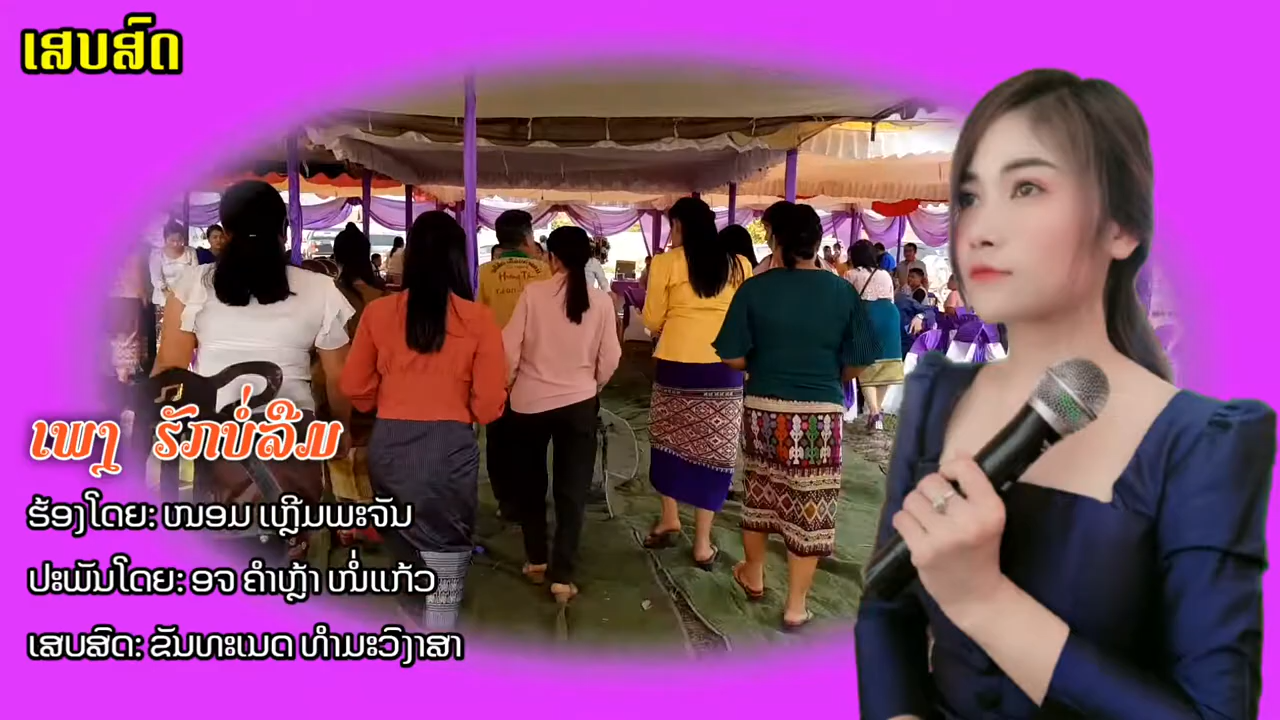 ເສບສົດ
ເພງ ຮັກບໍ່ລືມ
ຮ້ອງໂດຍ: ໜອມ ເຫຼີມພະຈັນ
ປະພັນໂດຍ: ອຈ ຄຳຫຼ້າ ໜໍ່ແກ້ວ
ເສບສົດ: ຂັນທະເນດ ທຳມະວົງາສາ